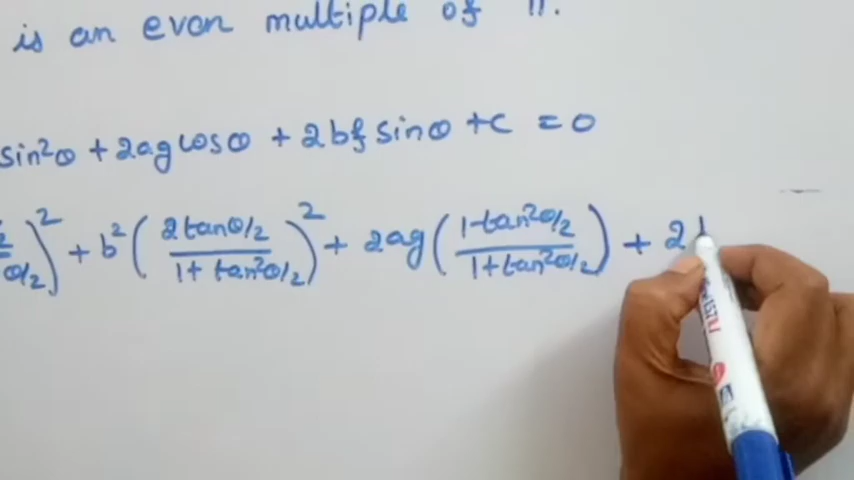 is an even multiple of π.
sin²θ + 2ag cosθ + 2bf sinθ + c = 0
θ/2)² + b² (2tanθ/2 / 1 + tan²θ/2)² + 2ag (1-tan²θ/2 / 1+tan²θ/2) + 2